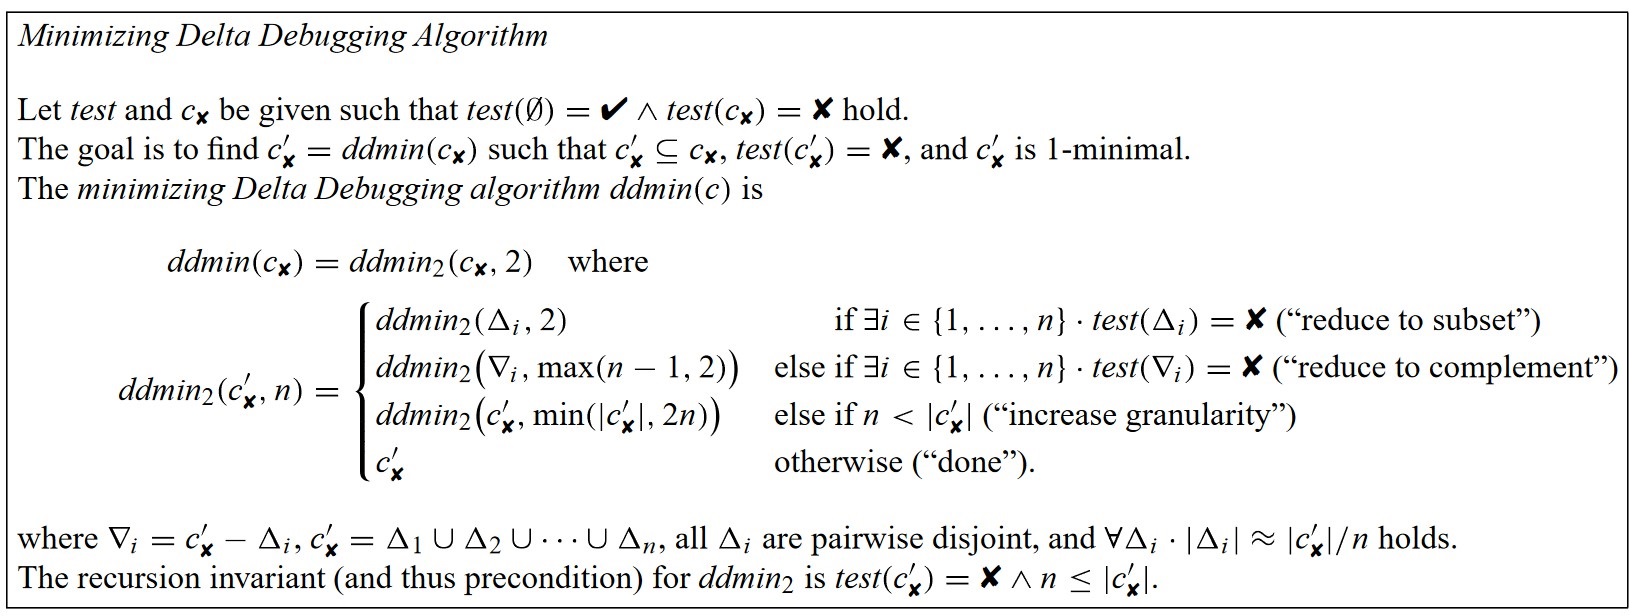 Minimizing Delta Debugging Algorithm
Let test and c✘ be given such that test(∅) = ✔ ∧ test(c✘) = ✘ hold.
The goal is to find c′✘ = ddmin(c✘) such that c′✘ ⊆ c✘, test(c′✘) = ✘, and c′✘ is 1-minimal.
The minimizing Delta Debugging algorithm ddmin(c) is
ddmin(c✘) = ddmin₂(c✘, 2) where
ddmin₂(c′✘, n) = {
ddmin₂(Δᵢ, 2) if ∃i ∈ {1, . . . , n} · test(Δᵢ) = ✘ (“reduce to subset”)
ddmin₂(∇ᵢ, max(n − 1, 2)) else if ∃i ∈ {1, . . . , n} · test(∇ᵢ) = ✘ (“reduce to complement”)
ddmin₂(c′✘, min(|c′✘|, 2n)) else if n < |c′✘| (“increase granularity”)
c′✘ otherwise (“done”).
where ∇ᵢ = c′✘ − Δᵢ, c′✘ = Δ₁ ∪ Δ₂ ∪ · · · ∪ Δₙ, all Δᵢ are pairwise disjoint, and ∀Δᵢ · |Δᵢ| ≈ |c′✘|/n holds.
The recursion invariant (and thus precondition) for ddmin₂ is test(c′✘) = ✘ ∧ n ≤ |c′✘|.